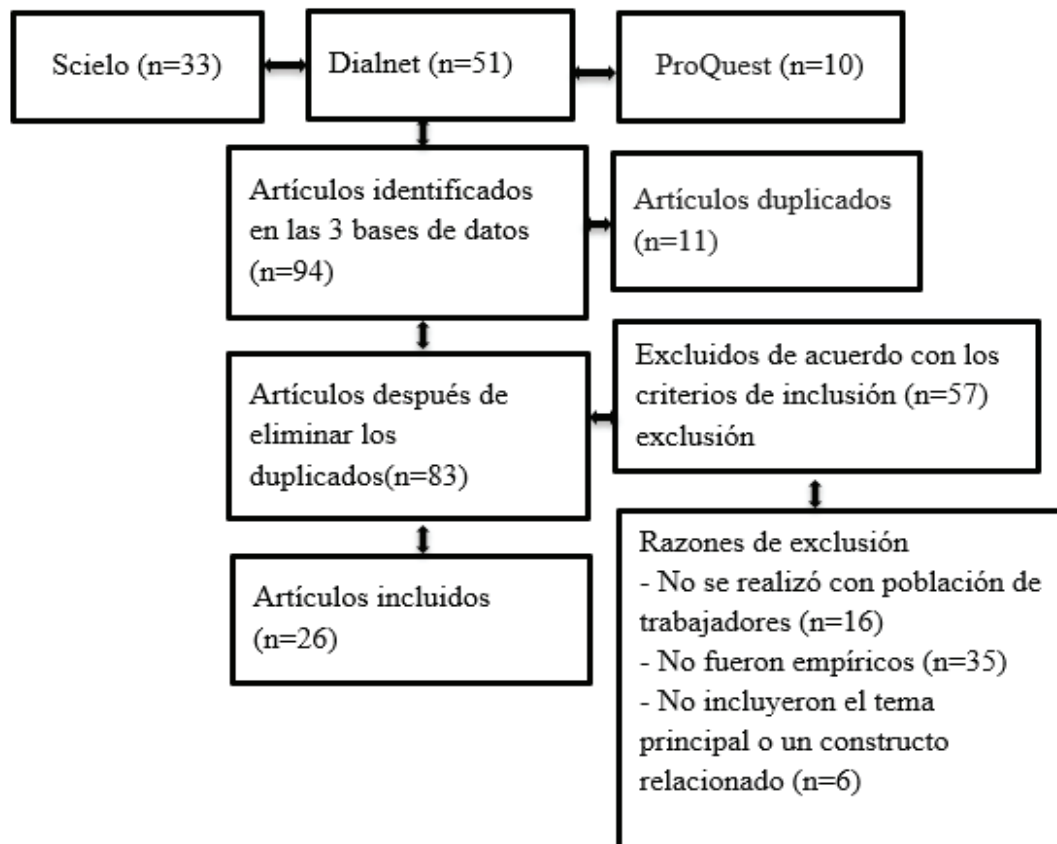 Scielo (n=33)
Dialnet (n=51)
ProQuest (n=10)
Artículos identificados
en las 3 bases de datos
(n=94)
Artículos duplicados
(n=11)
Artículos después de
eliminar los
duplicados(n=83)
Excluidos de acuerdo con los
criterios de inclusión (n=57)
exclusión
Artículos incluidos
(n=26)
Razones de exclusión
- No se realizó con población de
trabajadores (n=16)
- No fueron empíricos (n=35)
- No incluyeron el tema
principal o un constructo
relacionado (n=6)